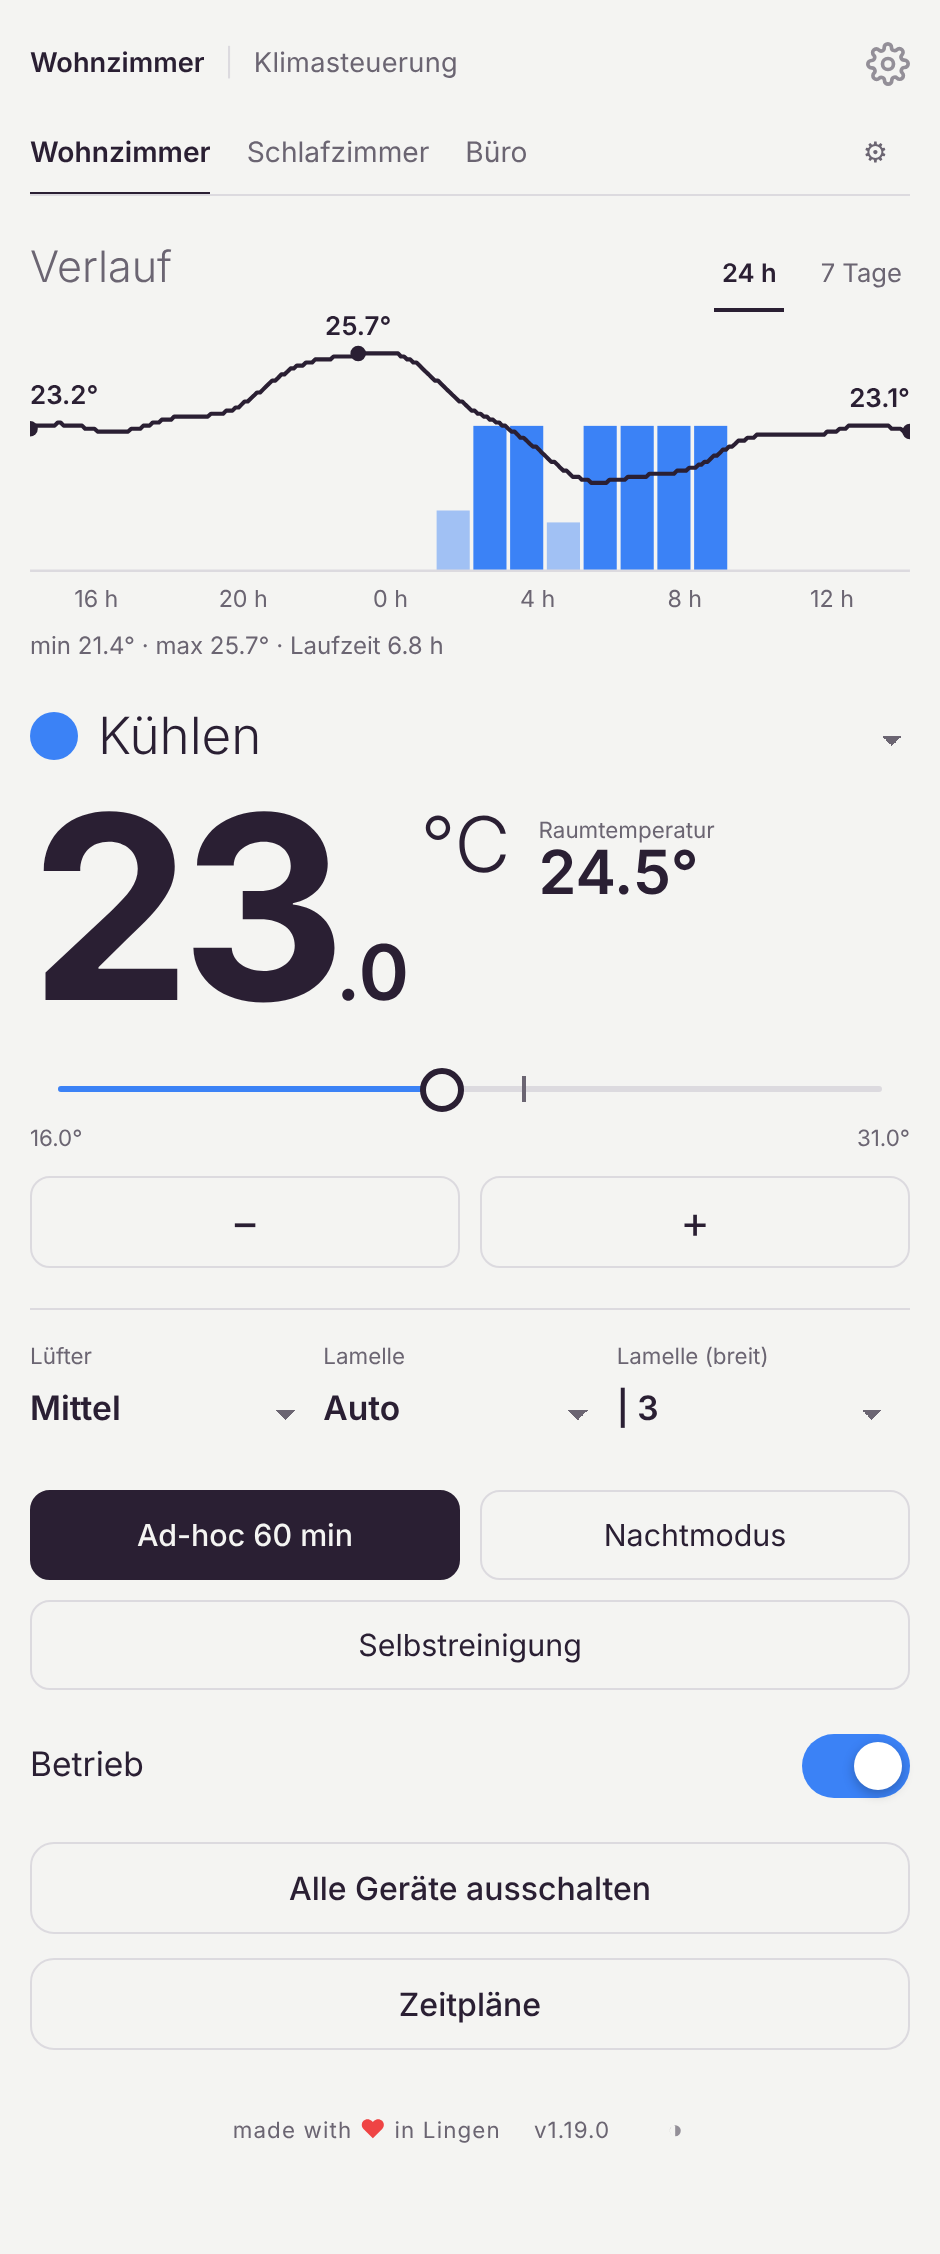 Wohnzimmer Klimasteuerung
Wohnzimmer Schlafzimmer Büro
Verlauf
24 h 7 Tage
25.7°
23.2°
23.1°
16 h 20 h 0 h 4 h 8 h 12 h
min 21.4° · max 25.7° · Laufzeit 6.8 h
Kühlen
23.0 °C
Raumtemperatur
24.5°
16.0° 31.0°
− +
Lüfter Lamelle Lamelle (breit)
Mittel Auto | 3
Ad-hoc 60 min Nachtmodus
Selbstreinigung
Betrieb
Alle Geräte ausschalten
Zeitpläne
made with ❤ in Lingen v1.19.0